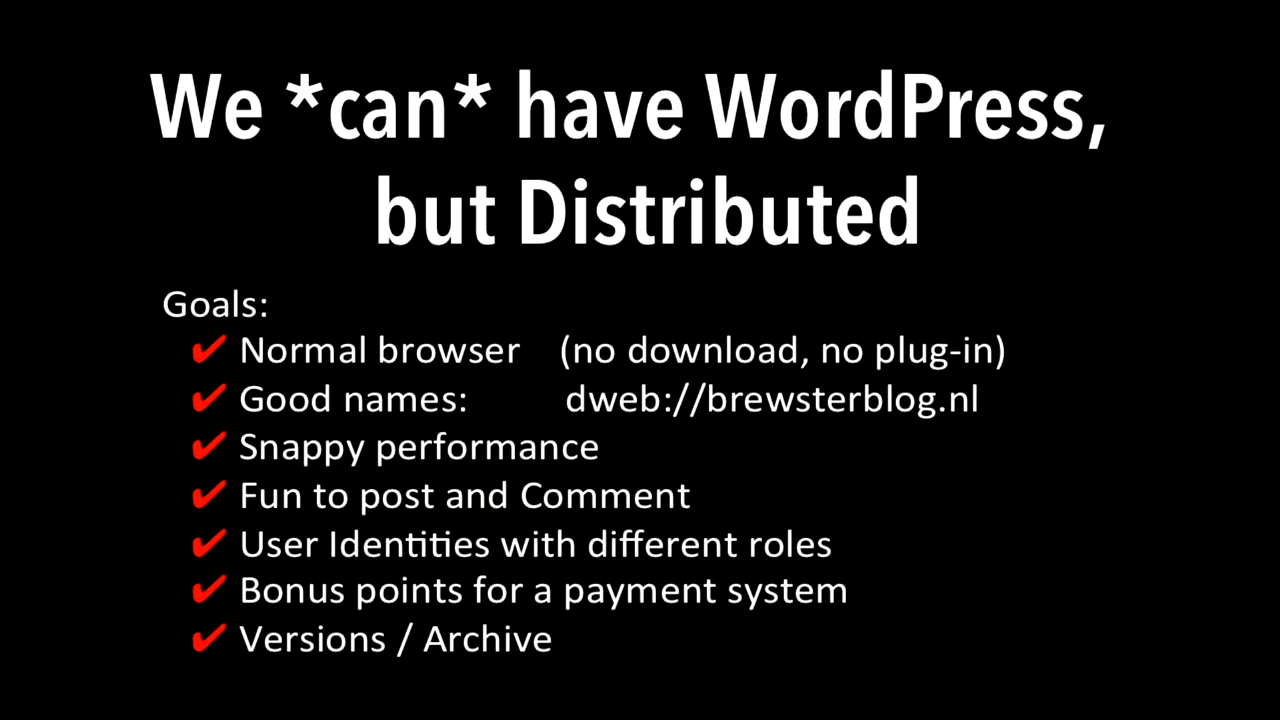 We *can* have WordPress,
but Distributed
Goals:
✔ Normal browser (no download, no plug-in)
✔ Good names: dweb://brewsterblog.nl
✔ Snappy performance
✔ Fun to post and Comment
✔ User Identities with different roles
✔ Bonus points for a payment system
✔ Versions / Archive